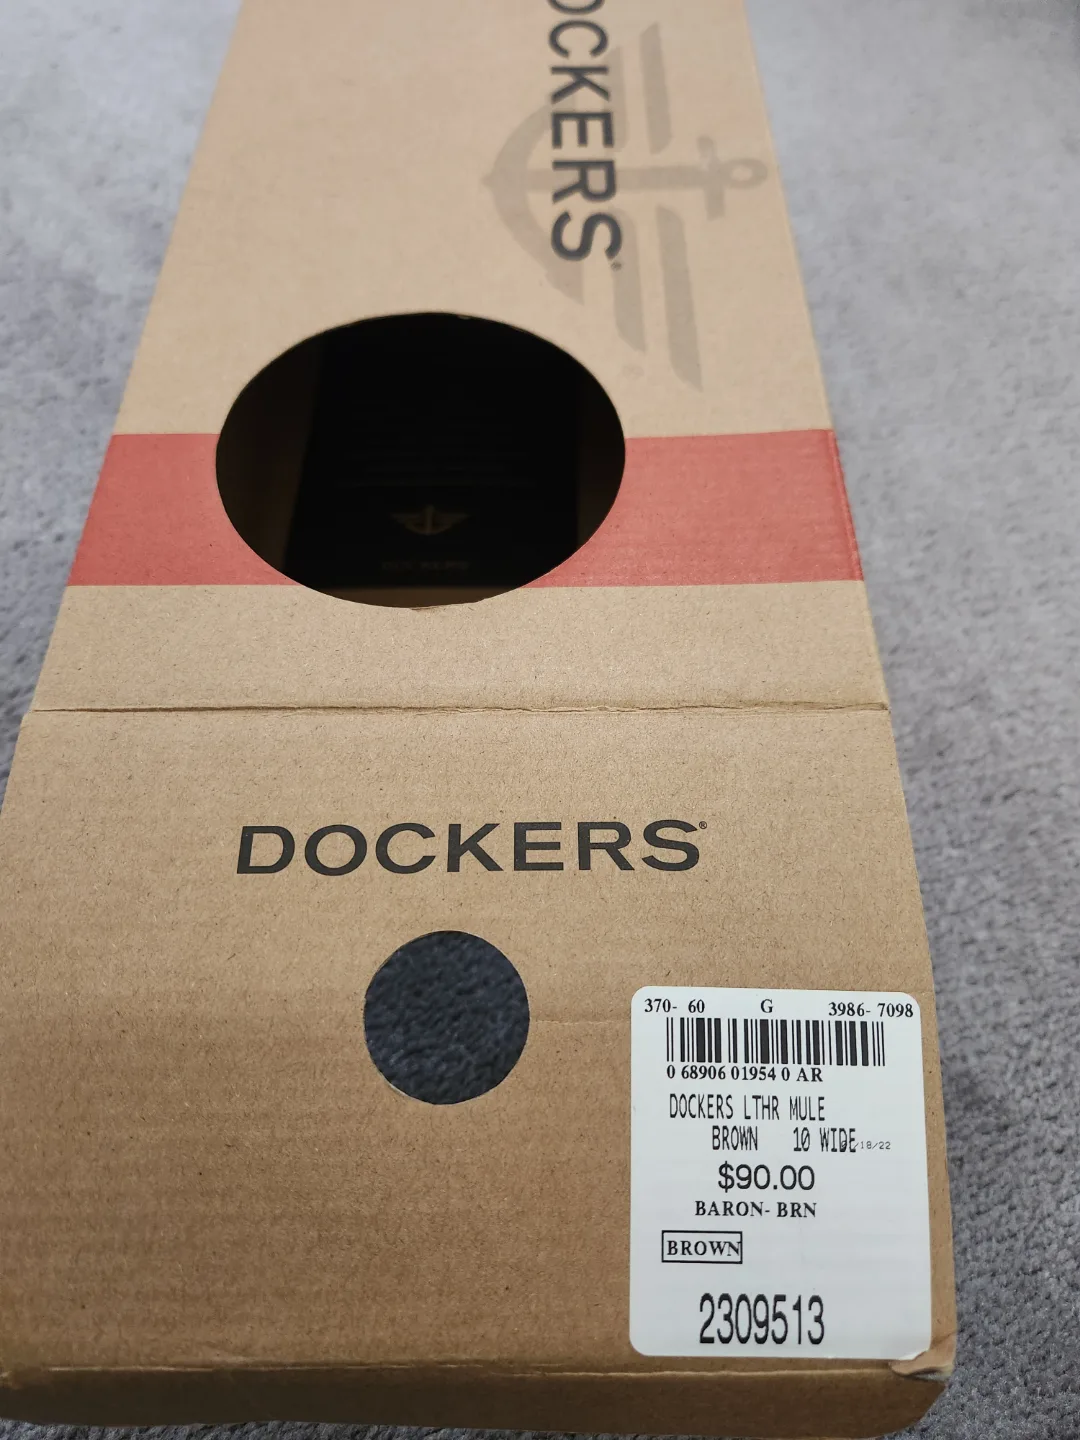 OCKERS
DOCKERS®
370- 60 G 3986- 7098
0 68906 01954 0 AR
DOCKERS LTHR MULE
BROWN 10 WIDE
$90.00
BARON- BRN
BROWN
2309513